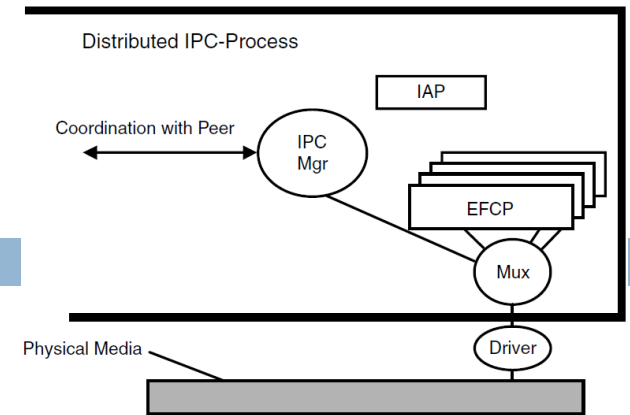 Distributed IPC-Process
IAP
Coordination with Peer
IPC
Mgr
EFCP
Mux
Physical Media
Driver